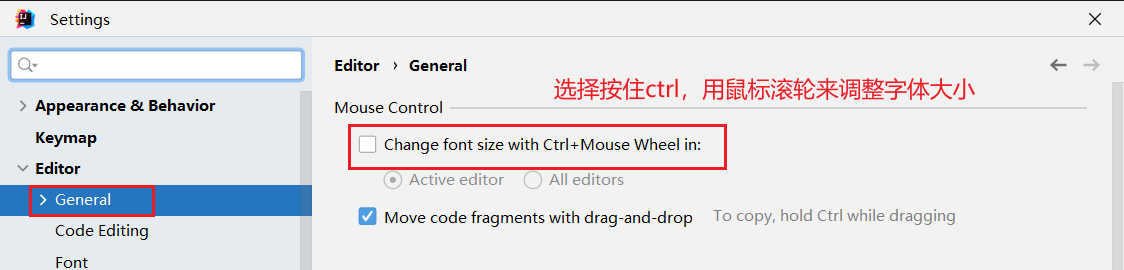 Settings
Editor › General
选择按住ctrl，用鼠标滚轮来调整字体大小
Appearance & Behavior
Mouse Control
Keymap
Change font size with Ctrl+Mouse Wheel in:
Editor
Active editor All editors
General
Move code fragments with drag-and-drop To copy, hold Ctrl while dragging
Code Editing
Font